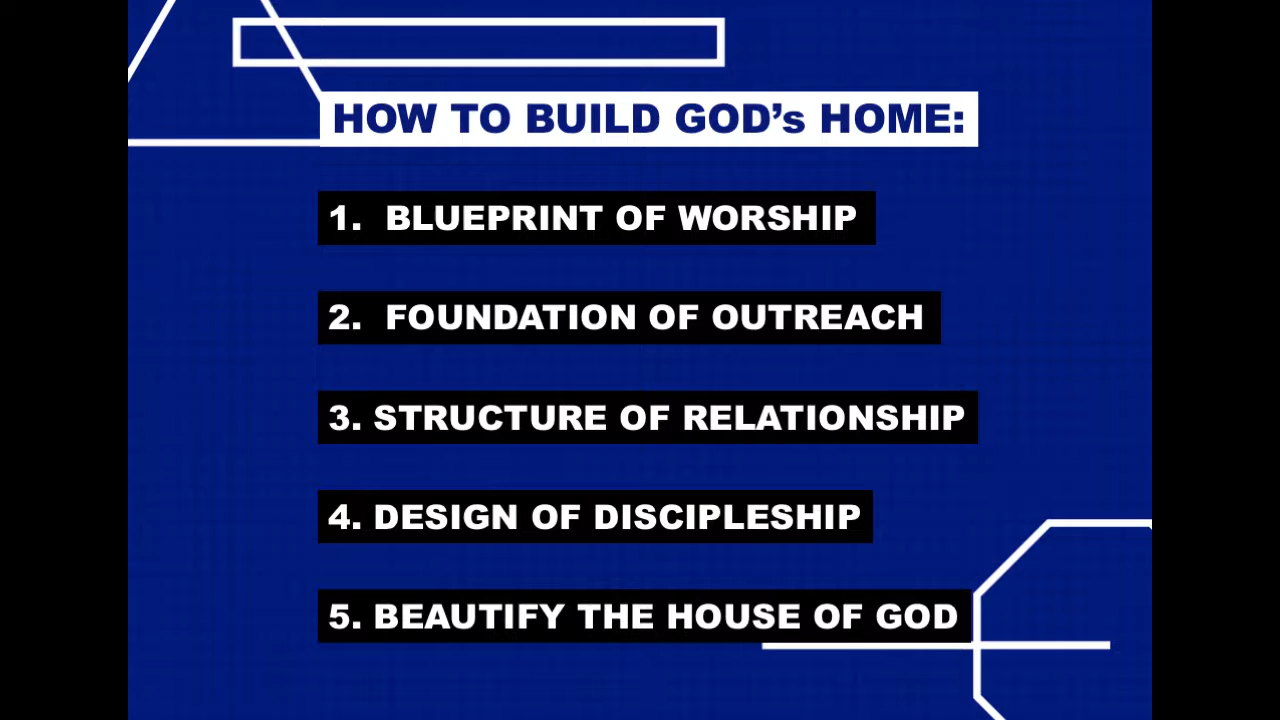 HOW TO BUILD GOD’s HOME:
1. BLUEPRINT OF WORSHIP
2. FOUNDATION OF OUTREACH
3. STRUCTURE OF RELATIONSHIP
4. DESIGN OF DISCIPLESHIP
5. BEAUTIFY THE HOUSE OF GOD